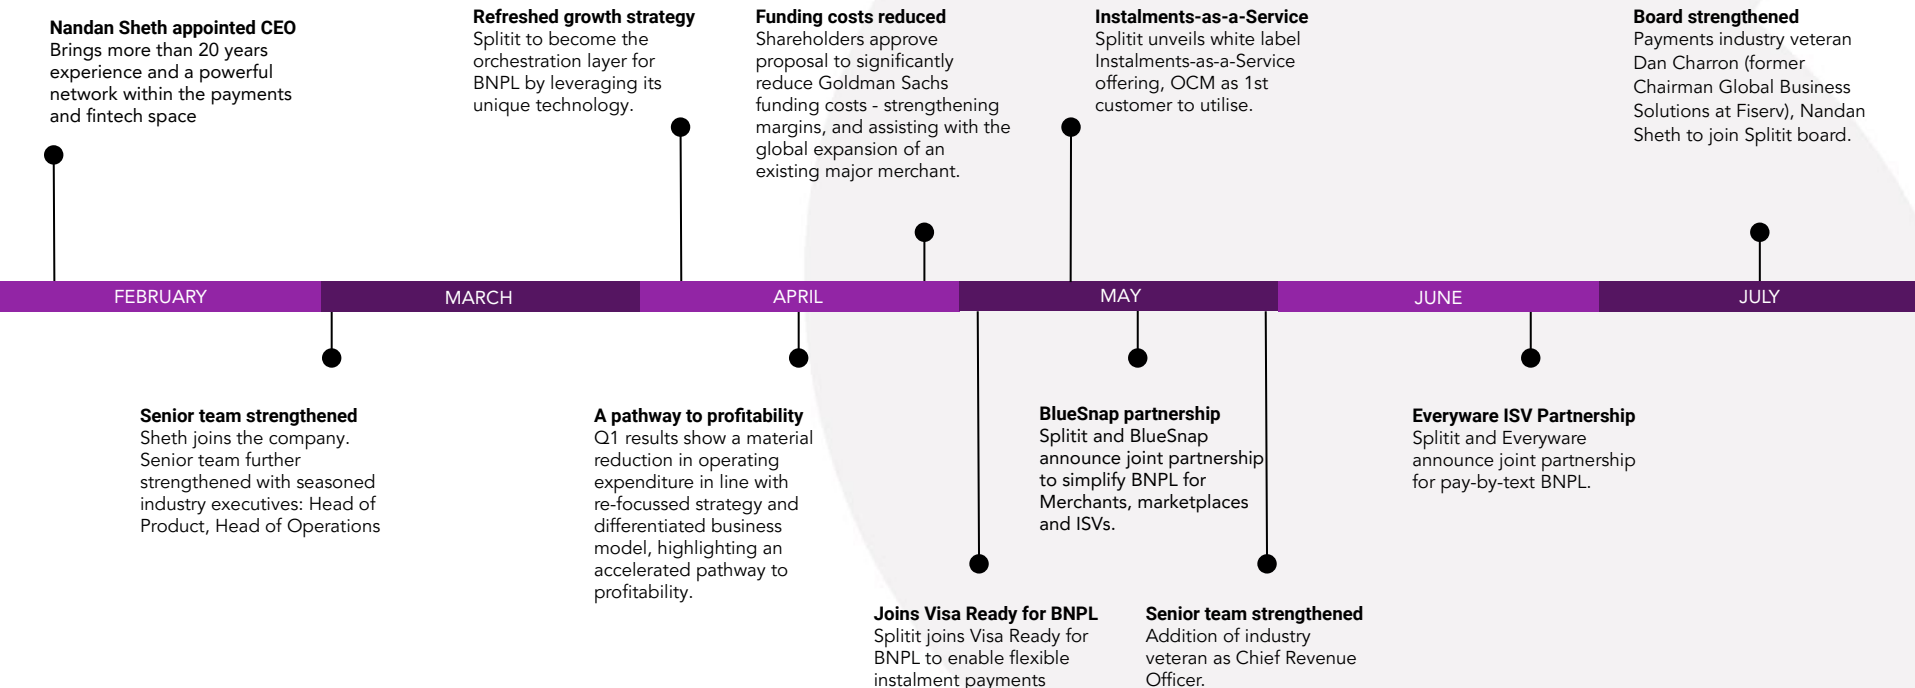 Nandan Sheth appointed CEO
Brings more than 20 years
experience and a powerful
network within the payments
and fintech space
Refreshed growth strategy
Splitit to become the
orchestration layer for
BNPL by leveraging its
unique technology.
Funding costs reduced
Shareholders approve
proposal to significantly
reduce Goldman Sachs
funding costs - strengthening
margins, and assisting with the
global expansion of an
existing major merchant.
Instalments-as-a-Service
Splitit unveils white label
Instalments-as-a-Service
offering, OCM as 1st
customer to utilise.
Board strengthened
Payments industry veteran
Dan Charron (former
Chairman Global Business
Solutions at Fiserv), Nandan
Sheth to join Splitit board.
FEBRUARY
MARCH
APRIL
MAY
JUNE
JULY
Senior team strengthened
Sheth joins the company.
Senior team further
strengthened with seasoned
industry executives: Head of
Product, Head of Operations
A pathway to profitability
Q1 results show a material
reduction in operating
expenditure in line with
re-focussed strategy and
differentiated business
model, highlighting an
accelerated pathway to
profitability.
BlueSnap partnership
Splitit and BlueSnap
announce joint partnership
to simplify BNPL for
Merchants, marketplaces
and ISVs.
Everyware ISV Partnership
Splitit and Everyware
announce joint partnership
for pay-by-text BNPL.
Joins Visa Ready for BNPL
Splitit joins Visa Ready for
BNPL to enable flexible
instalment payments
Senior team strengthened
Addition of industry
veteran as Chief Revenue
Officer.